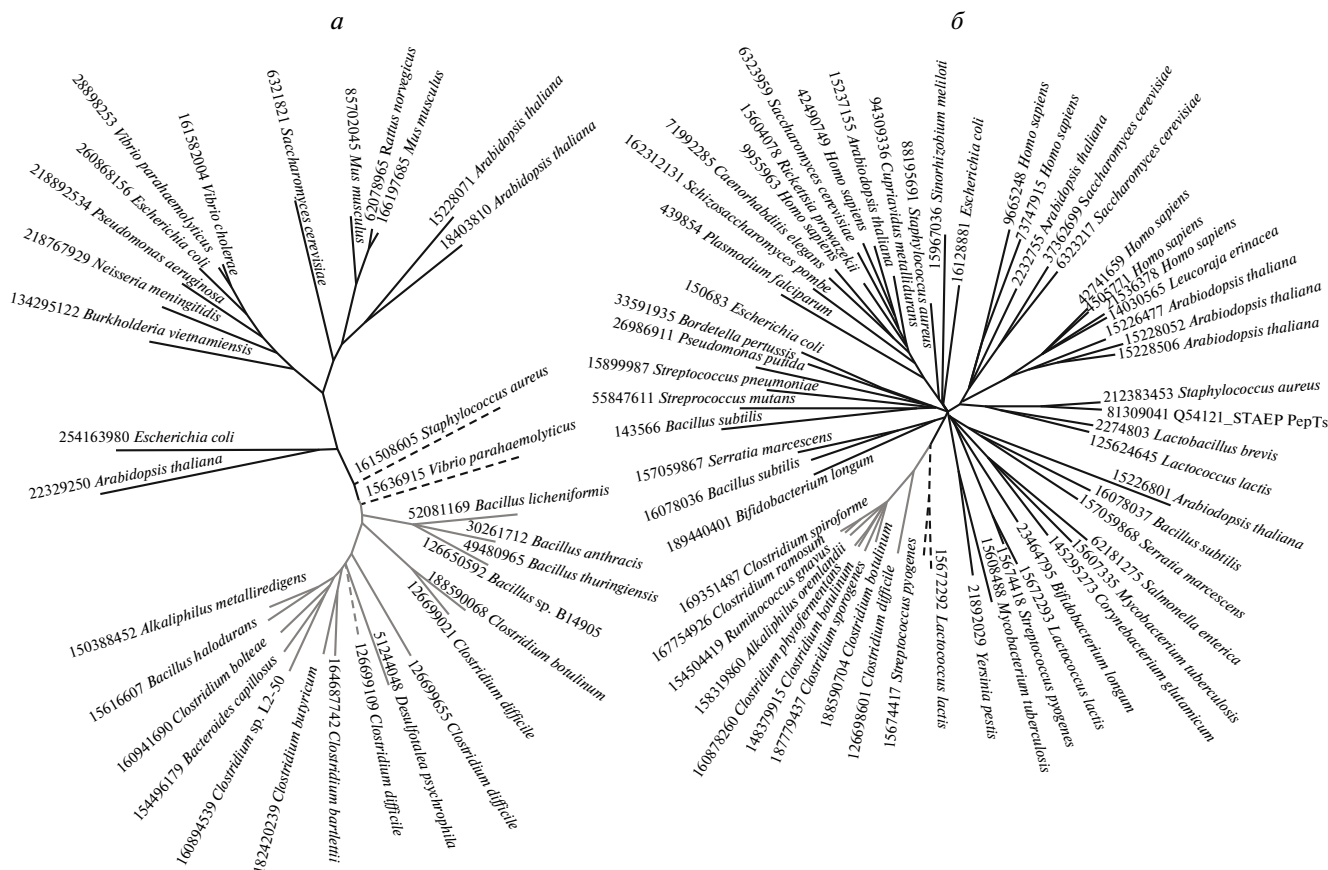 а
28898253 Vibrio parahaemolyticus
161582004 Vibrio cholerae
26068156 Escherichia coli
218892534 Pseudomonas aeruginosa
218767929 Neisseria meningitidis
134295122 Burkholderia vietnamiensis
6321821 Saccharomyces cerevisiae
85702045 Mus musculus
62078965 Rattus norvegicus
166197685 Mus musculus
15228071 Arabidopsis thaliana
18403810 Arabidopsis thaliana
254163980 Escherichia coli
22329250 Arabidopsis thaliana
161508605 Staphylococcus aureus
15636915 Vibrio parahaemolyticus
52081169 Bacillus licheniformis
30261712 Bacillus anthracis
49480965 Bacillus thuringiensis
126650592 Bacillus sp. B14905
188590068 Clostridium botulinum
126699021 Clostridium difficile
126699655 Clostridium difficile
51244048 Desulfotalea psychrophila
126699109 Clostridium difficile
164687742 Clostridium bartlettii
182420239 Clostridium butyricum
160894539 Clostridium sp. L2-50
154496179 Bacteroides capillosus
160941690 Clostridium bolteae
15616607 Bacillus halodurans
150388452 Alkaliphilus metalliredigens
б
6323959 Saccharomyces cerevisiae
42490749 Homo sapiens
15237155 Arabidopsis thaliana
94309336 Cupriavidus metallidurans
88195691 Staphylococcus aureus
15967036 Sinorhizobium meliloti
16128881 Escherichia coli
15604078 Rickettsia prowazekii
9955963 Homo sapiens
71992285 Caenorhabditis elegans
162312131 Schizosaccharomyces pombe
439854 Plasmodium falciparum
150683 Escherichia coli
33591935 Bordetella pertussis
26986911 Pseudomonas putida
15899987 Streptococcus pneumoniae
55847611 Streprococcus mutans
143566 Bacillus subtilis
157059867 Serratia marcescens
16078036 Bacillus subtilis
189440401 Bifidobacterium longum
9665248 Homo sapiens
73747915 Homo sapiens
2232755 Arabidopsis thaliana
37362699 Saccharomyces cerevisiae
6323217 Saccharomyces cerevisiae
42741659 Homo sapiens
4505771 Homo sapiens
21536378 Homo sapiens
14030565 Leucoraja erinacea
15226477 Arabidopsis thaliana
15228052 Arabidopsis thaliana
15228506 Arabidopsis thaliana
212383453 Staphylococcus aureus
81309041 Q54121_STAEP PepTs
2274803 Lactobacillus brevis
125624645 Lactococcus lactis
15226801 Arabidopsis thaliana
16078037 Bacillus subtilis
157059868 Serratia marcescens
62181275 Salmonella enterica
15607335 Mycobacterium tuberculosis
145295273 Corynebacterium glutamicum
23464795 Bifidobacterium longum
15672293 Lactococcus lactis
15674418 Streptococcus pyogenes
15608488 Mycobacterium tuberculosis
21892029 Yersinia pestis
15672292 Lactococcus lactis
15674417 Streptococcus pyogenes
126698601 Clostridium difficile
188590704 Clostridium botulinum
187779437 Clostridium sporogenes
148379915 Clostridium botulinum
160878260 Clostridium phytofermentans
158319860 Alkaliphilus oremlandii
154504419 Ruminococcus gnavus
167754926 Clostridium ramosum
169351487 Clostridium spiroforme